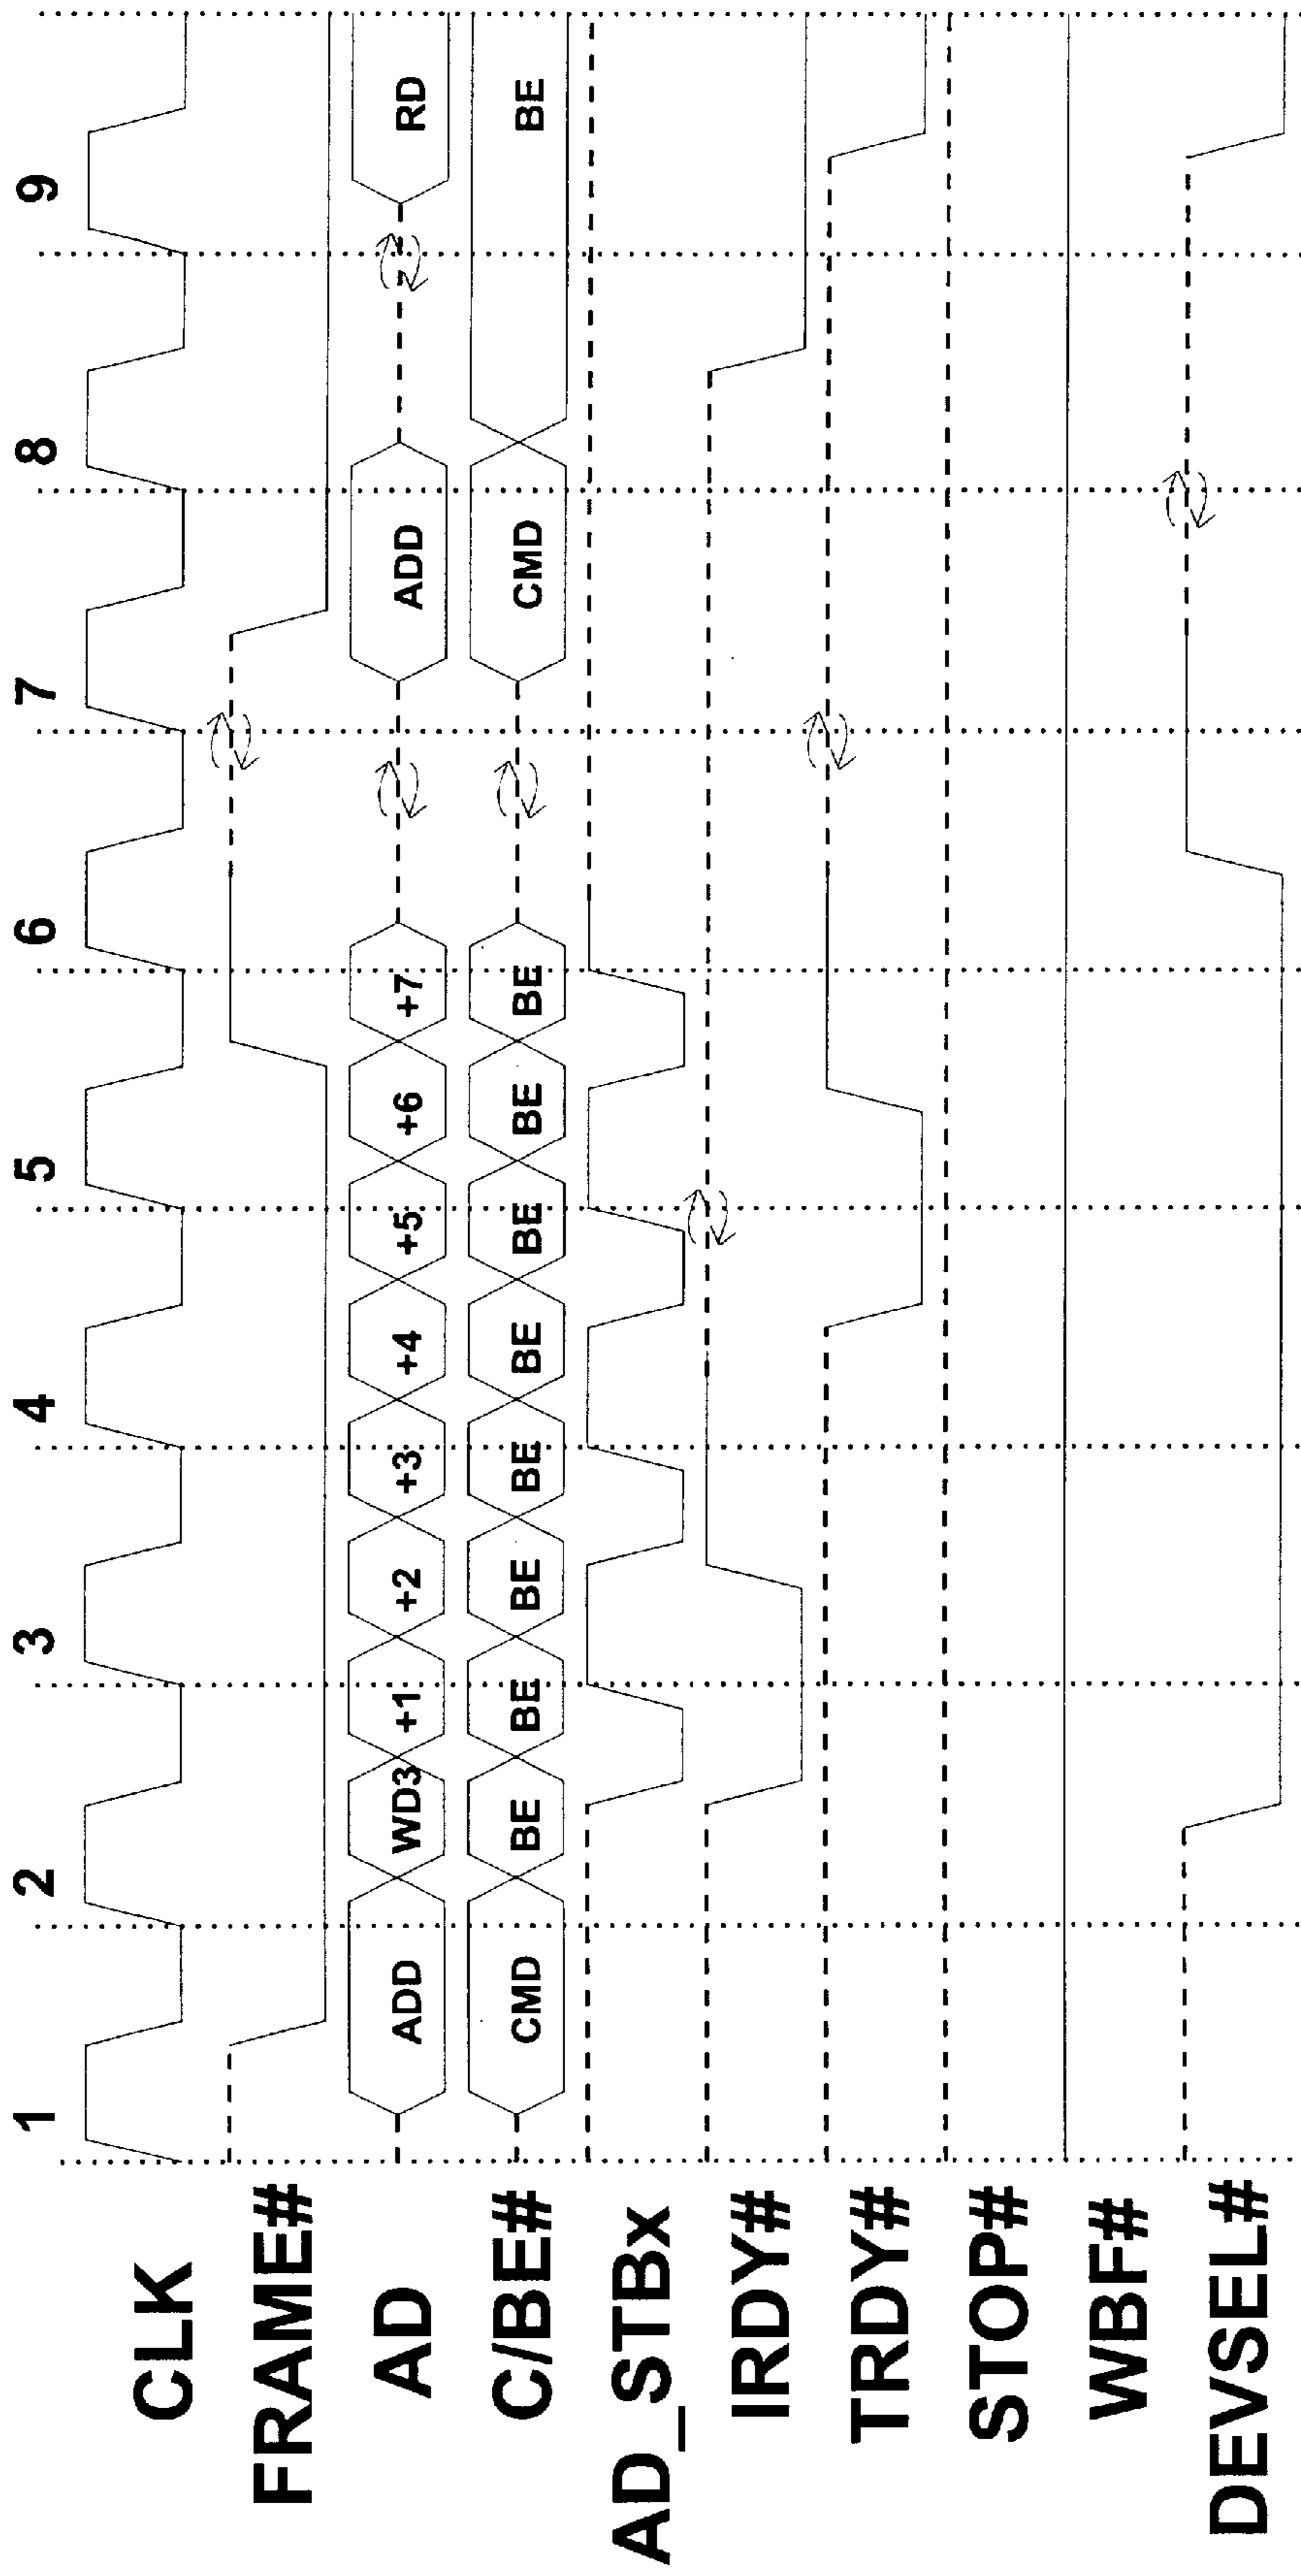 1 2 3 4 5 6 7 8 9
CLK
FRAME#
AD ADD WD3 +1 +2 +3 +4 +5 +6 +7 ADD RD
C/BE# CMD BE BE BE BE BE BE BE BE CMD BE
AD_STBx
IRDY#
TRDY#
STOP#
WBF#
DEVSEL#